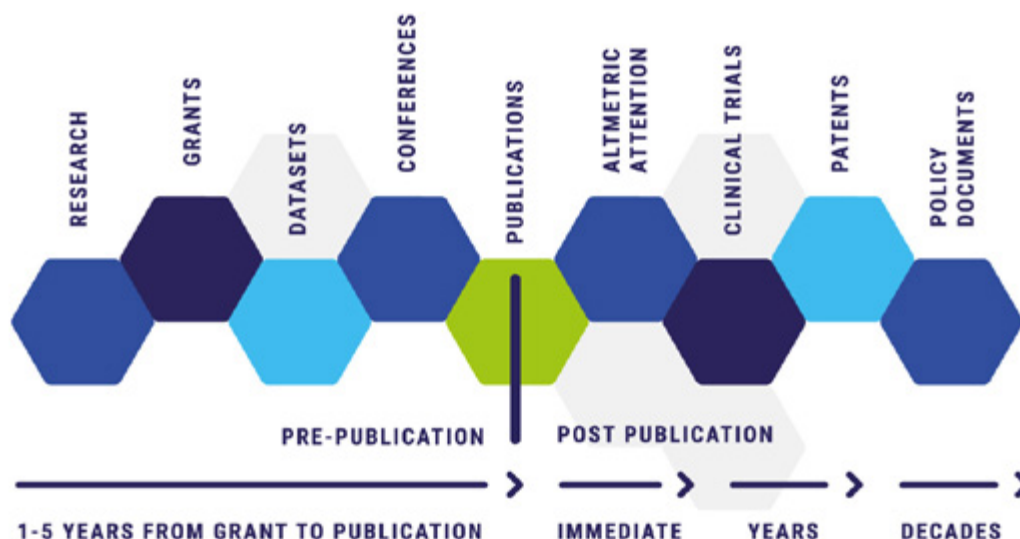 RESEARCH
GRANTS
DATASETS
CONFERENCES
PUBLICATIONS
ALTMETRIC
ATTENTION
CLINICAL TRIALS
PATENTS
POLICY
DOCUMENTS
PRE-PUBLICATION
POST PUBLICATION
1-5 YEARS FROM GRANT TO PUBLICATION
IMMEDIATE
YEARS
DECADES